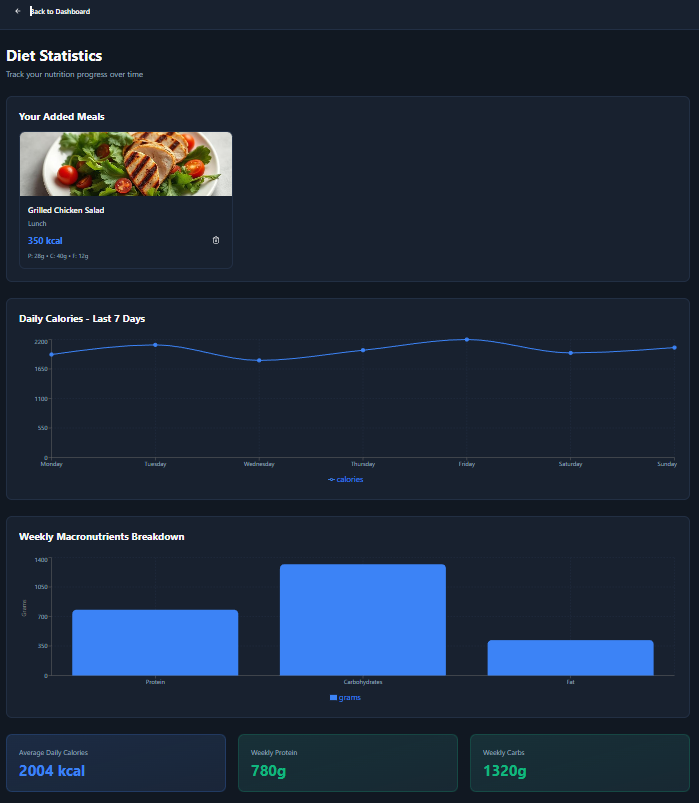 Back to Dashboard
Diet Statistics
Track your nutrition progress over time
Your Added Meals
Grilled Chicken Salad
Lunch
350 kcal
P: 28g • C: 40g • F: 12g
Daily Calories - Last 7 Days
2200
1650
1100
550
0
Monday Tuesday Wednesday Thursday Friday Saturday Sunday
calories
Weekly Macronutrients Breakdown
1400
1050
700
350
0
Grams
Protein Carbohydrates Fat
grams
Average Daily Calories
2004 kcal
Weekly Protein
780g
Weekly Carbs
1320g